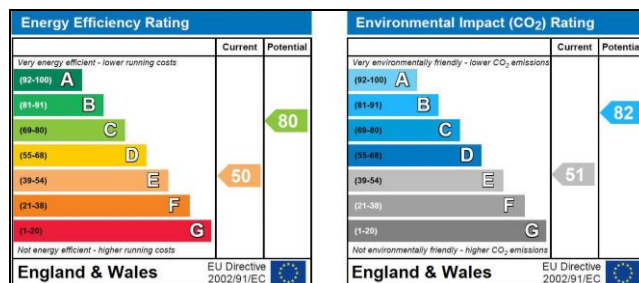 Energy Efficiency Rating
Current Potential
Very energy efficient - lower running costs
(92-100) A
(81-91) B
(69-80) C
80
(55-68) D
(39-54) E
50
(21-38) F
(1-20) G
Not energy efficient - higher running costs
England & Wales
EU Directive
2002/91/EC
Environmental Impact (CO₂) Rating
Current Potential
Very environmentally friendly - lower CO₂ emissions
(92-100) A
(81-91) B
82
(69-80) C
(55-68) D
(39-54) E
51
(21-38) F
(1-20) G
Not environmentally friendly - higher CO₂ emissions
England & Wales
EU Directive
2002/91/EC